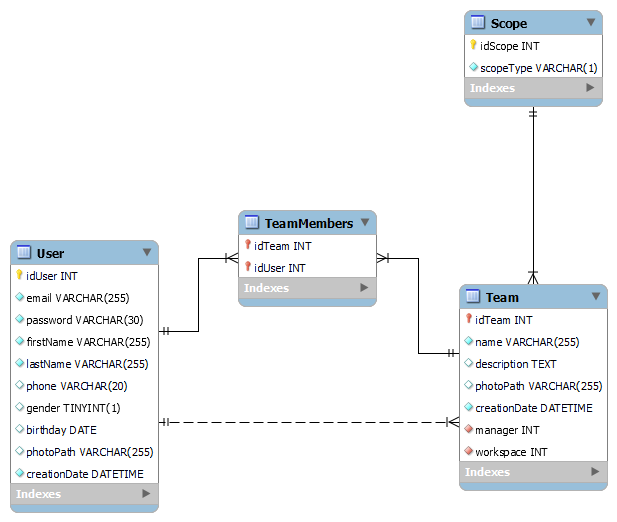 Scope
idScope INT
scopeType VARCHAR(1)
Indexes
TeamMembers
idTeam INT
idUser INT
Indexes
User
idUser INT
email VARCHAR(255)
password VARCHAR(30)
firstName VARCHAR(255)
lastName VARCHAR(255)
phone VARCHAR(20)
gender TINYINT(1)
birthday DATE
photoPath VARCHAR(255)
creationDate DATETIME
Indexes
Team
idTeam INT
name VARCHAR(255)
description TEXT
photoPath VARCHAR(255)
creationDate DATETIME
manager INT
workspace INT
Indexes